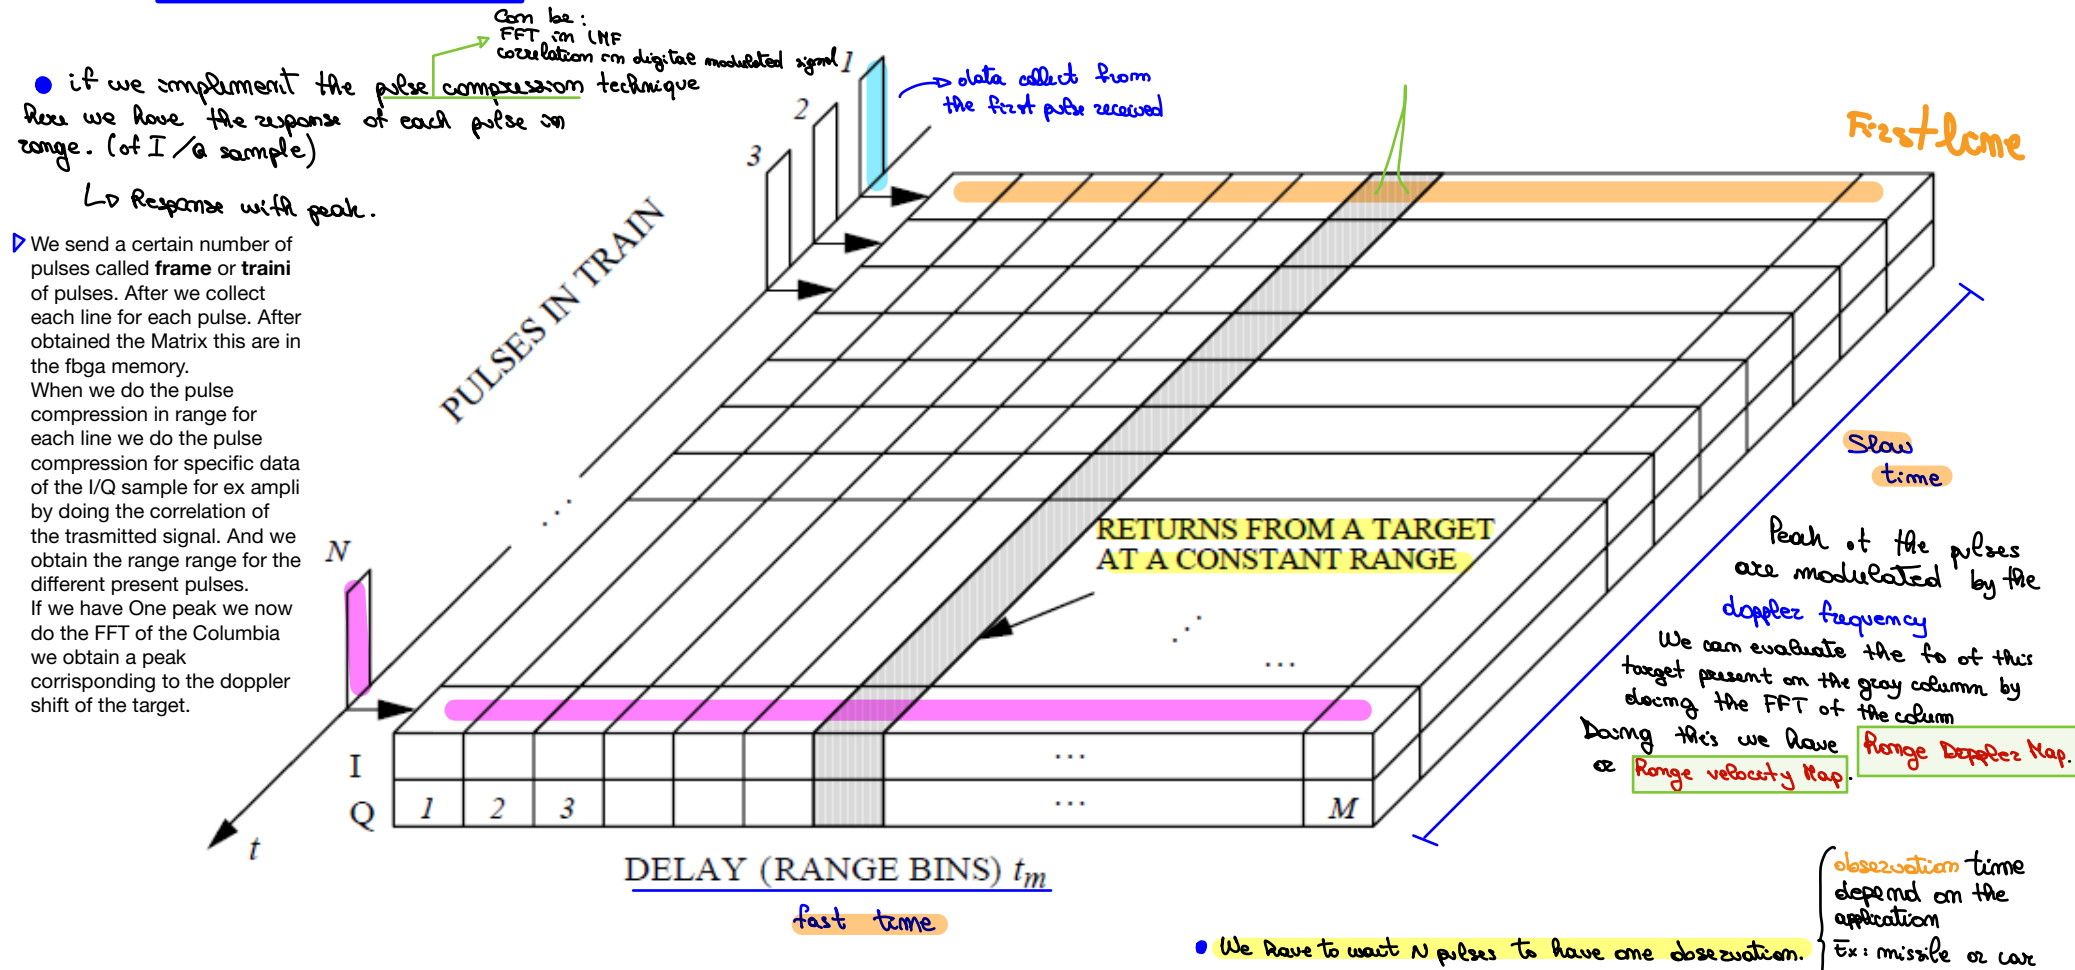 can be:
FFT in LMF
correlation on digital modulated signal
• if we implement the pulse compression technique
here we have the response of each pulse in
range. (of I/Q sample)
↳ Response with peak.
We send a certain number of
pulses called frame or traini
of pulses. After we collect
each line for each pulse. After
obtained the Matrix this are in
the fbga memory.
When we do the pulse
compression in range for
each line we do the pulse
compression for specific data
of the I/Q sample for ex ampli
by doing the correlation of
the trasmitted signal. And we
obtain the range range for the
different present pulses.
If we have One peak we now
do the FFT of the Columbia
we obtain a peak
corrisponding to the doppler
shift of the target.
1
2
3
data collect from
the first pulse received
First line
PULSES IN TRAIN
...
N
RETURNS FROM A TARGET
AT A CONSTANT RANGE
...
...
Slow
time
Peak of the pulses
are modulated by the
doppler frequency
We can evaluate the fD of this
target present on the gray column by
doing the FFT of the colum
Doing this we have Range Doppler Map.
or Range velocity Map.
I ...
Q 1 2 3 ... M
t
DELAY (RANGE BINS) tm
fast time
• We have to wait N pulses to have one observation.
observation time
depend on the
application
Ex: missile or car